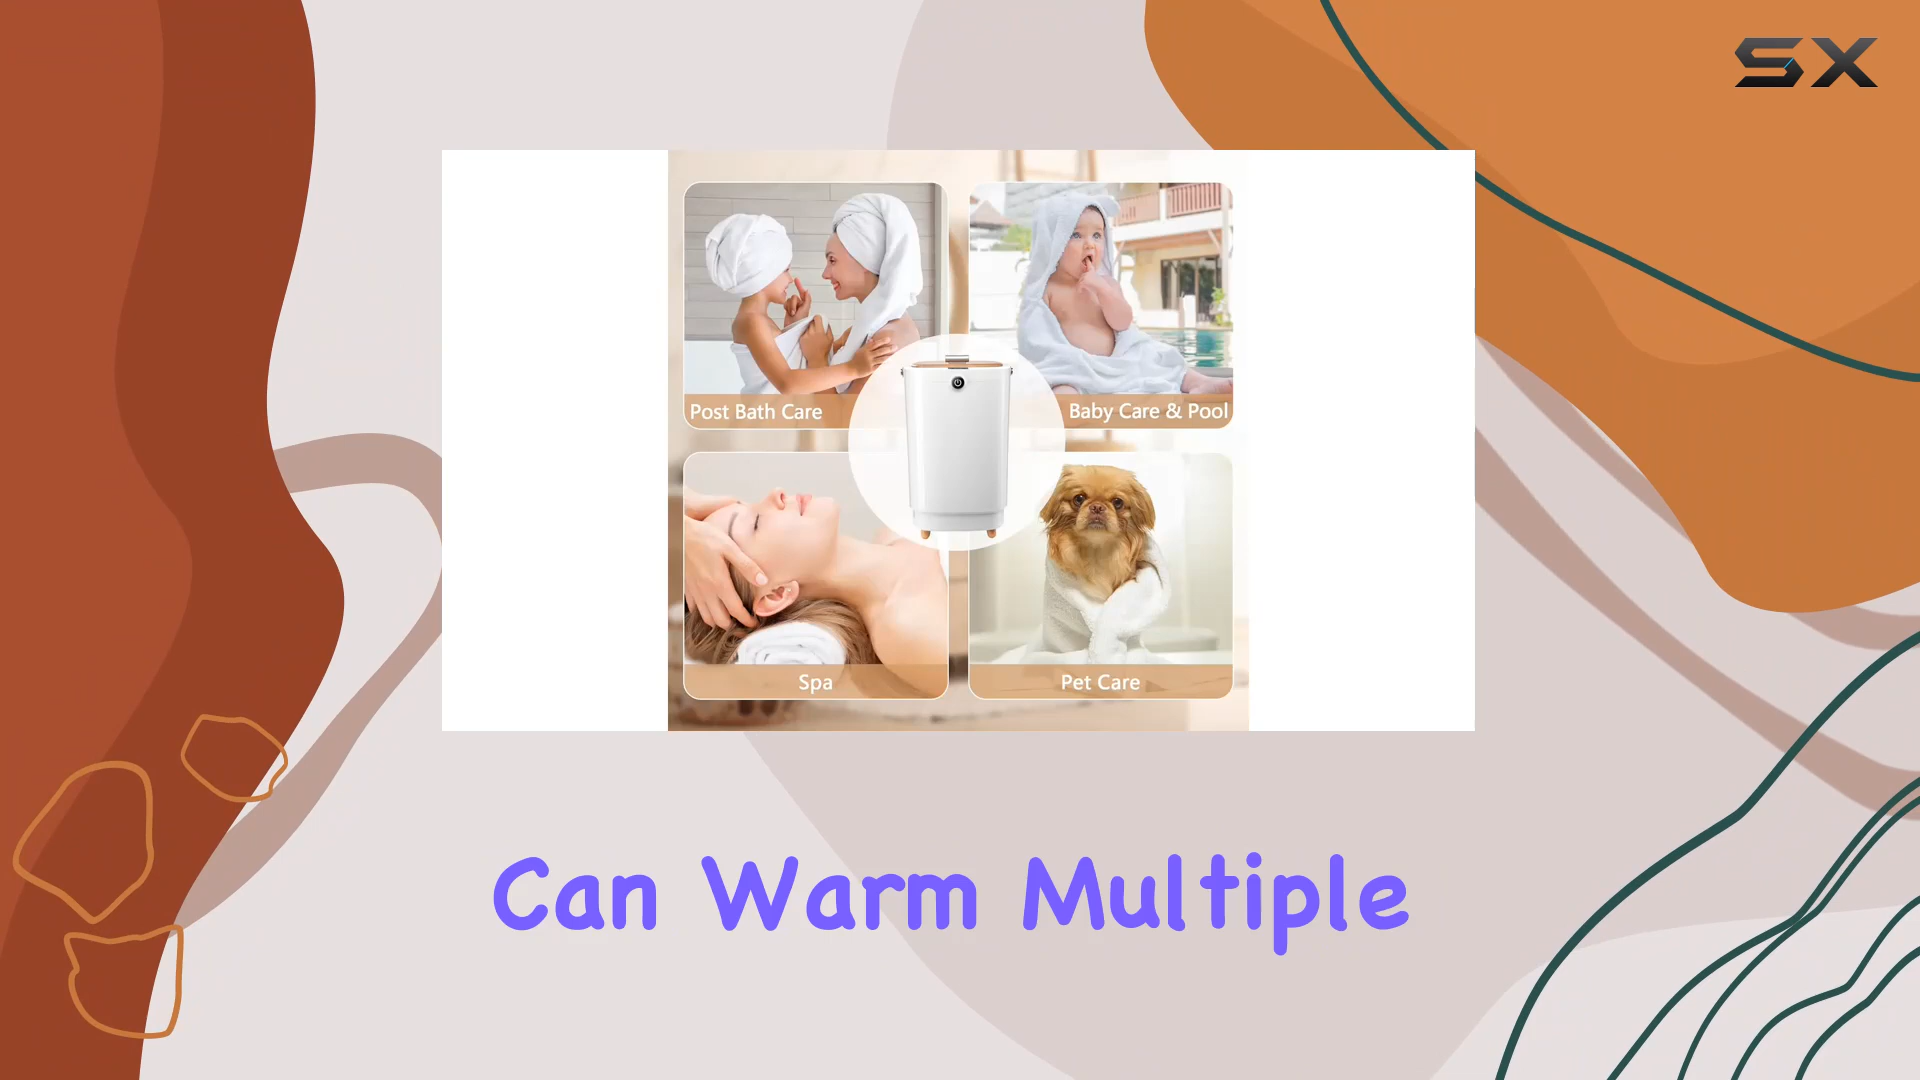 SX
Post Bath Care
Baby Care & Pool
Spa
Pet Care
Can Warm Multiple